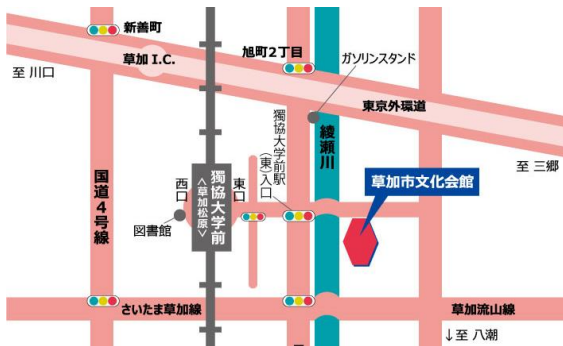 新善町
草加 I.C.
旭町2丁目
ガソリンスタンド
至 川口
東京外環道
綾瀬川
獨協大学前駅
(東)入口
至 三郷
国道4号線
西口
獨協大学前
<草加松原>
東口
草加市文化会館
図書館
さいたま草加線
草加流山線
↓至 八潮